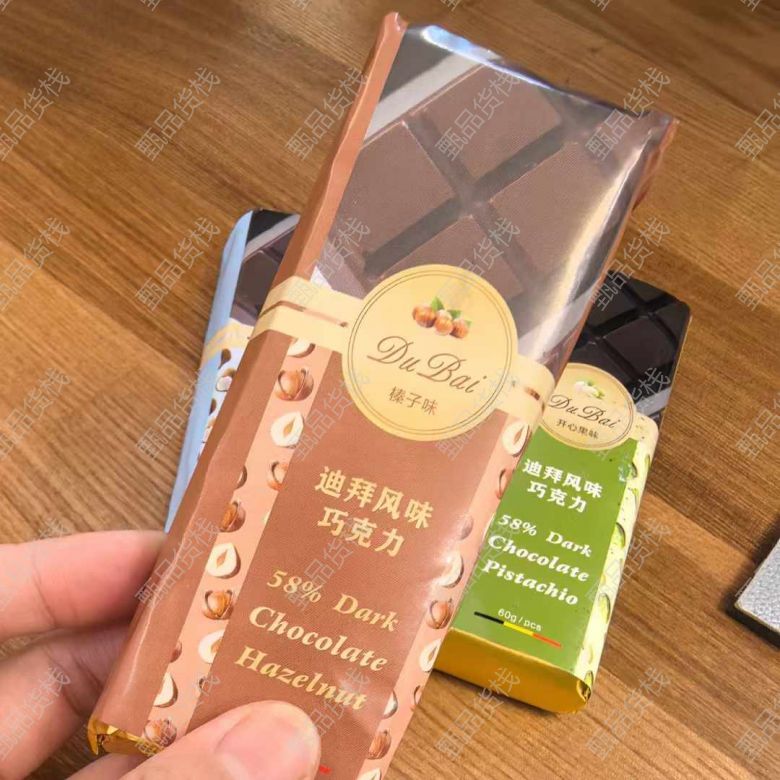 DuBai
榛子味
迪拜风味
巧克力
58% Dark
Chocolate
Hazelnut
DuBai
开心果味
迪拜风味
巧克力
58% Dark
Chocolate
Pistachio
60g/pcs
甄品货栈